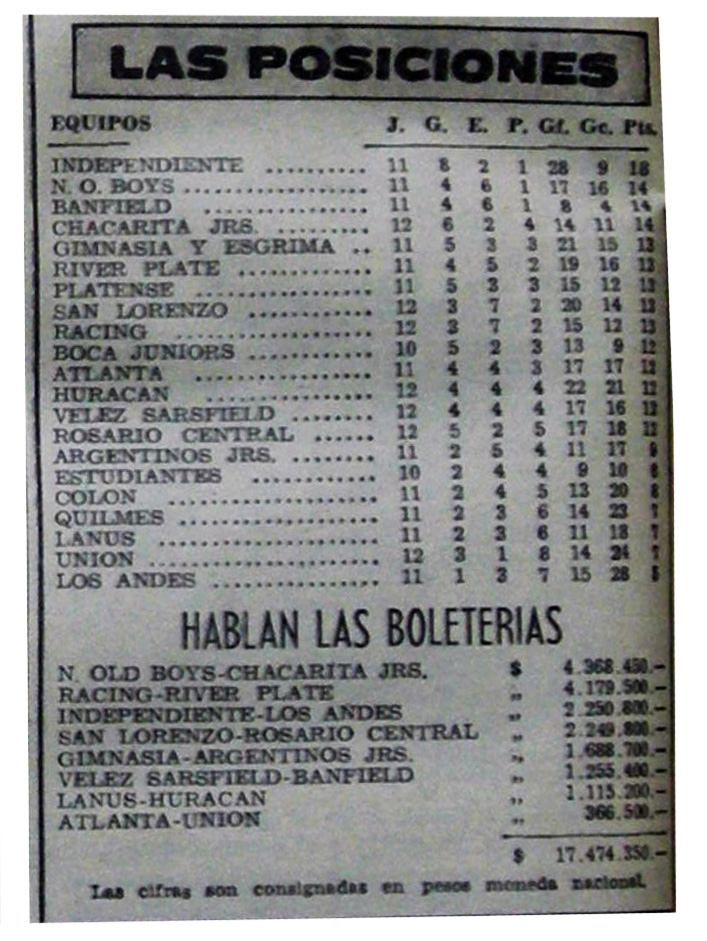 LAS POSICIONES
EQUIPOS J. G. E. P. Gf. Gc. Pts.
INDEPENDIENTE .......... 11 8 2 1 28 9 18
N. O. BOYS ................. 11 4 6 1 17 16 14
BANFIELD ............... 11 4 6 1 8 4 14
CHACARITA JRS. ......... 12 6 2 4 14 11 14
GIMNASIA Y ESGRIMA .. 11 5 3 3 21 15 13
RIVER PLATE ............. 11 4 5 2 19 16 13
PLATENSE ................ 11 5 3 3 15 12 13
SAN LORENZO ............ 12 3 7 2 20 14 13
RACING .................. 12 3 7 2 15 12 13
BOCA JUNIORS ............ 10 5 2 3 13 9 12
ATLANTA ................ 11 4 4 3 17 17 12
HURACAN ................ 12 4 4 4 22 21 12
VELEZ SARSFIELD ........ 12 4 4 4 17 16 12
ROSARIO CENTRAL ...... 12 5 2 5 17 18 12
ARGENTINOS JRS. ........ 11 2 5 4 11 17 9
ESTUDIANTES ............ 10 2 4 4 9 10 8
COLON ................... 11 2 4 5 13 20 8
QUILMES .................. 11 2 3 6 14 23 7
LANUS .................... 11 2 3 6 11 18 7
UNION .................... 12 3 1 8 14 24 7
LOS ANDES ................ 11 1 3 7 15 28 5
HABLAN LAS BOLETERIAS
N. OLD BOYS-CHACARITA JRS. $ 4.368.450.—
RACING-RIVER PLATE „ 4.179.500.—
INDEPENDIENTE-LOS ANDES „ 2.250.800.—
SAN LORENZO-ROSARIO CENTRAL „ 2.249.800.—
GIMNASIA-ARGENTINOS JRS. „ 1.688.700.—
VELEZ SARSFIELD-BANFIELD „ 1.255.400.—
LANUS-HURACAN „ 1.115.200.—
ATLANTA-UNION „ 366.500.—
$ 17.474.350.—
Las cifras son consignadas en pesos moneda nacional.